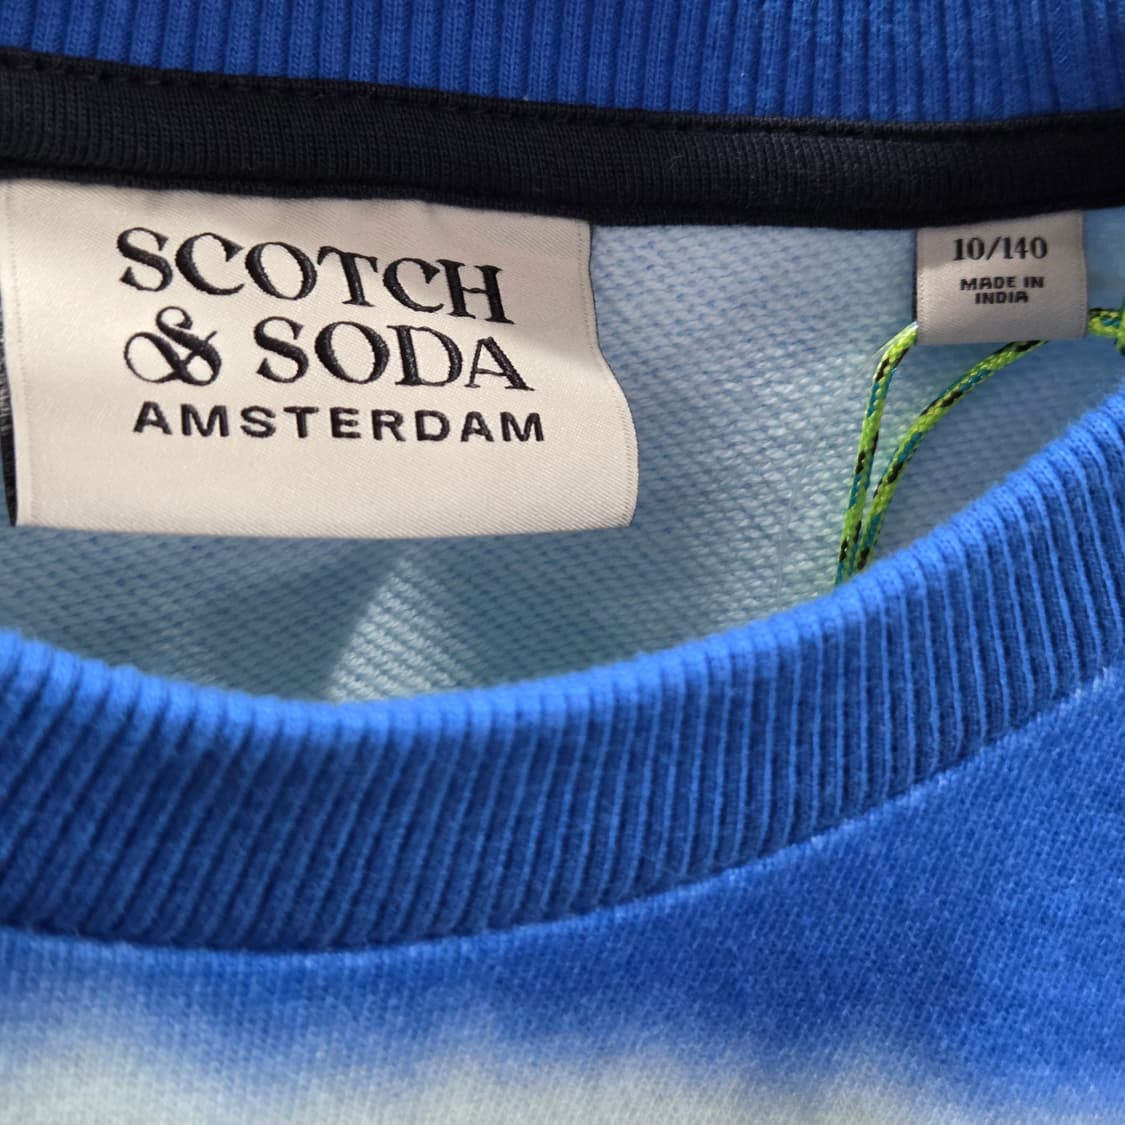 SCOTCH
& SODA
AMSTERDAM
10/140
MADE IN
INDIA